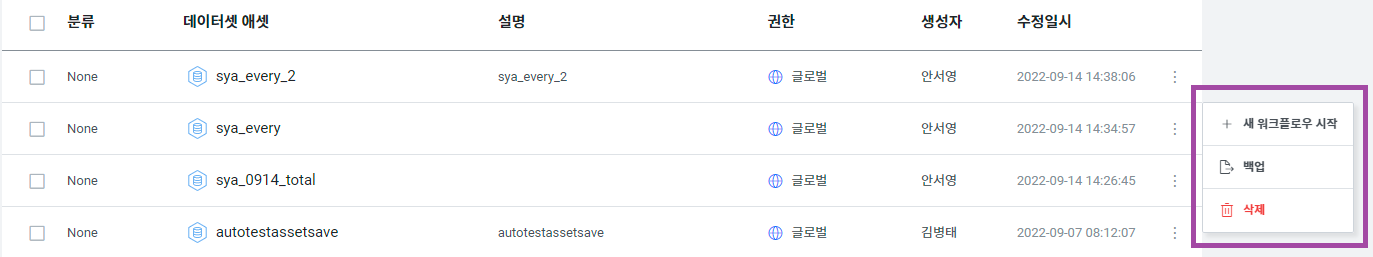 분류 데이터셋 애셋 설명 권한 생성자 수정일시
None sya_every_2 sya_every_2 글로벌 안서영 2022-09-14 14:38:06
None sya_every 글로벌 안서영 2022-09-14 14:34:57
None sya_0914_total 글로벌 안서영 2022-09-14 14:26:45
None autotestassetsave autotestassetsave 글로벌 김병태 2022-09-07 08:12:07
새 워크플로우 시작
백업
삭제